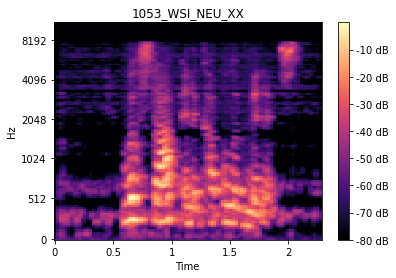 1053_WSI_NEU_XX
8192
4096
2048
1024
512
0
Hz
0
0.5
1
1.5
2
Time
-10 dB
-20 dB
-30 dB
-40 dB
-50 dB
-60 dB
-70 dB
-80 dB